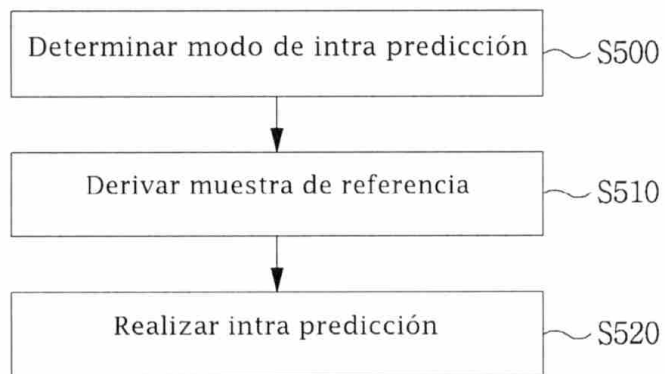 Determinar modo de intra predicción
S500
Derivar muestra de referencia
S510
Realizar intra predicción
S520